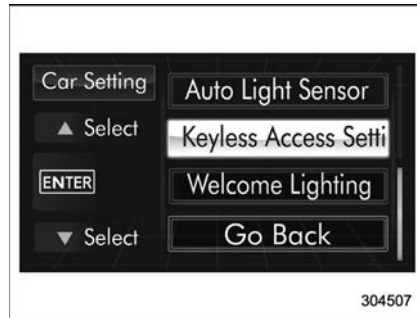 Car Setting
▲ Select
ENTER
▼ Select
Auto Light Sensor
Keyless Access Setti
Welcome Lighting
Go Back
304507